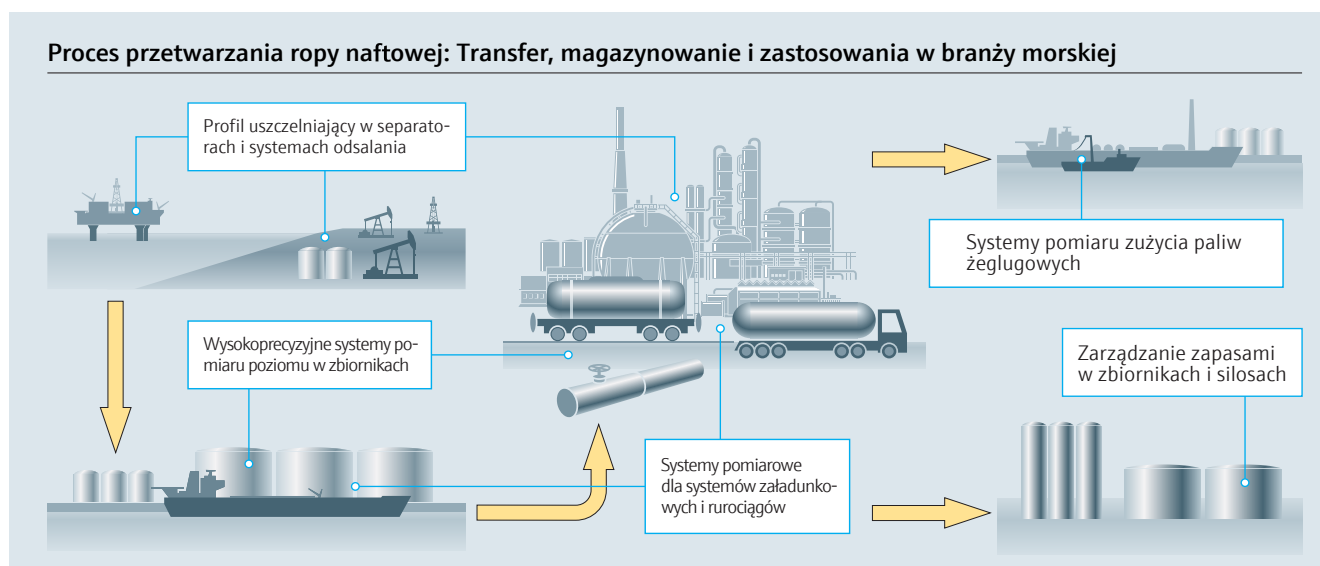 Proces przetwarzania ropy naftowej: Transfer, magazynowanie i zastosowania w branży morskiej
Profil uszczelniający w separato-
rach i systemach odsalania
Systemy pomiaru zużycia paliw
żeglugowych
Wysokoprecyzyjne systemy po-
miaru poziomu w zbiornikach
Zarządzanie zapasami
w zbiornikach i silosach
Systemy pomiarowe
dla systemów załadunko-
wych i rurociągów